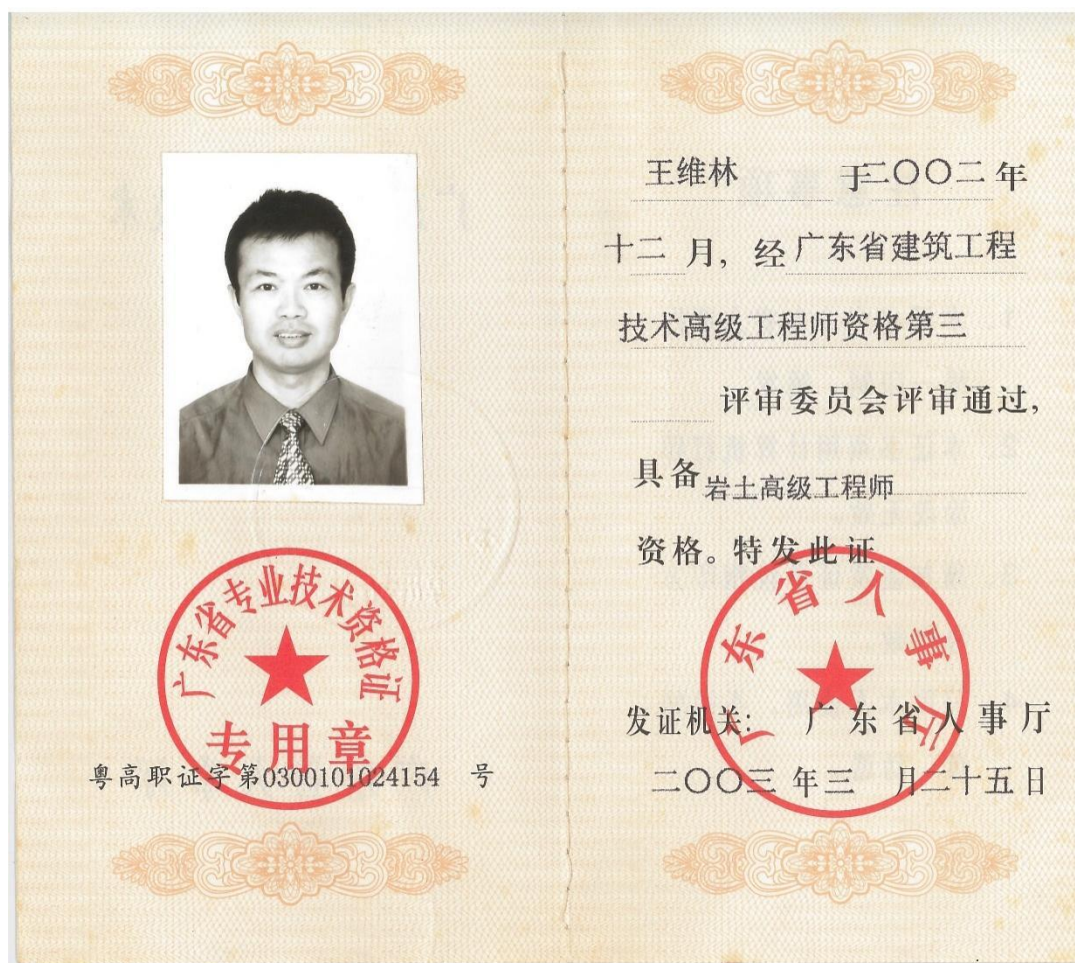 广东省专业技术资格证
专用章
粤高职证字第0300101024154 号
王维林 于二〇〇二年
十二月，经广东省建筑工程
技术高级工程师资格第三
评审委员会评审通过，
具备岩土高级工程师
资格。特发此证
广东省人事厅
发证机关：广东省人事厅
二〇〇三年三 月二十五日